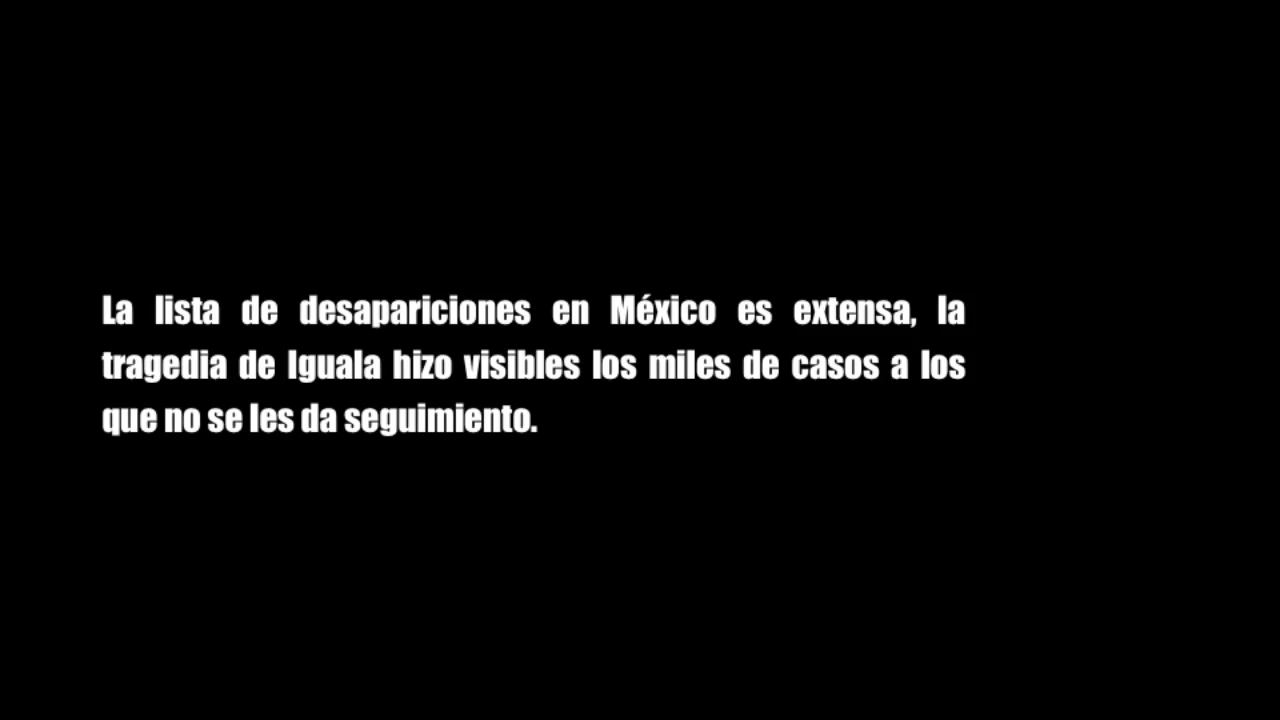 La lista de desapariciones en México es extensa, la
tragedia de Iguala hizo visibles los miles de casos a los
que no se les da seguimiento.